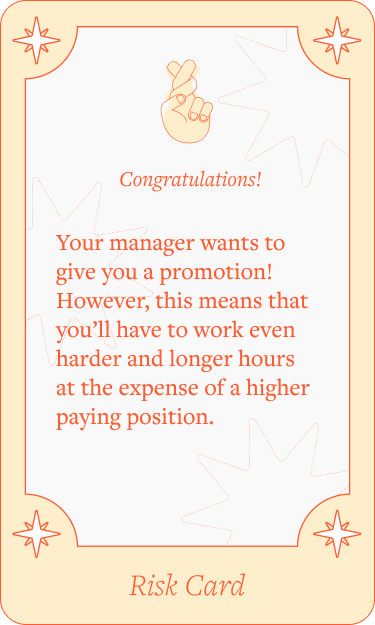 Congratulations!
Your manager wants to
give you a promotion!
However, this means that
you’ll have to work even
harder and longer hours
at the expense of a higher
paying position.
Risk Card